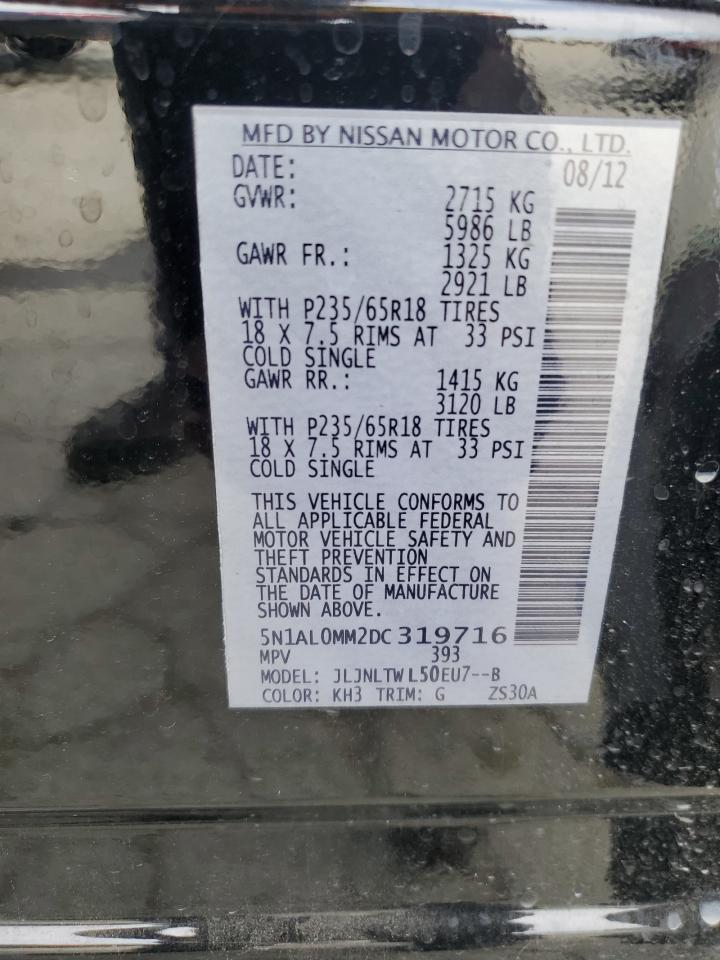 MFD BY NISSAN MOTOR CO., LTD.
DATE: 08/12
GVWR: 2715 KG
5986 LB
GAWR FR.: 1325 KG
2921 LB
WITH P235/65R18 TIRES
18 X 7.5 RIMS AT 33 PSI
COLD SINGLE
GAWR RR.: 1415 KG
3120 LB
WITH P235/65R18 TIRES
18 X 7.5 RIMS AT 33 PSI
COLD SINGLE
THIS VEHICLE CONFORMS TO
ALL APPLICABLE FEDERAL
MOTOR VEHICLE SAFETY AND
THEFT PREVENTION
STANDARDS IN EFFECT ON
THE DATE OF MANUFACTURE
SHOWN ABOVE.
5N1AL0MM2DC319716
MPV 393
MODEL: JLJNLTWL50EU7--B
COLOR: KH3 TRIM: G ZS30A